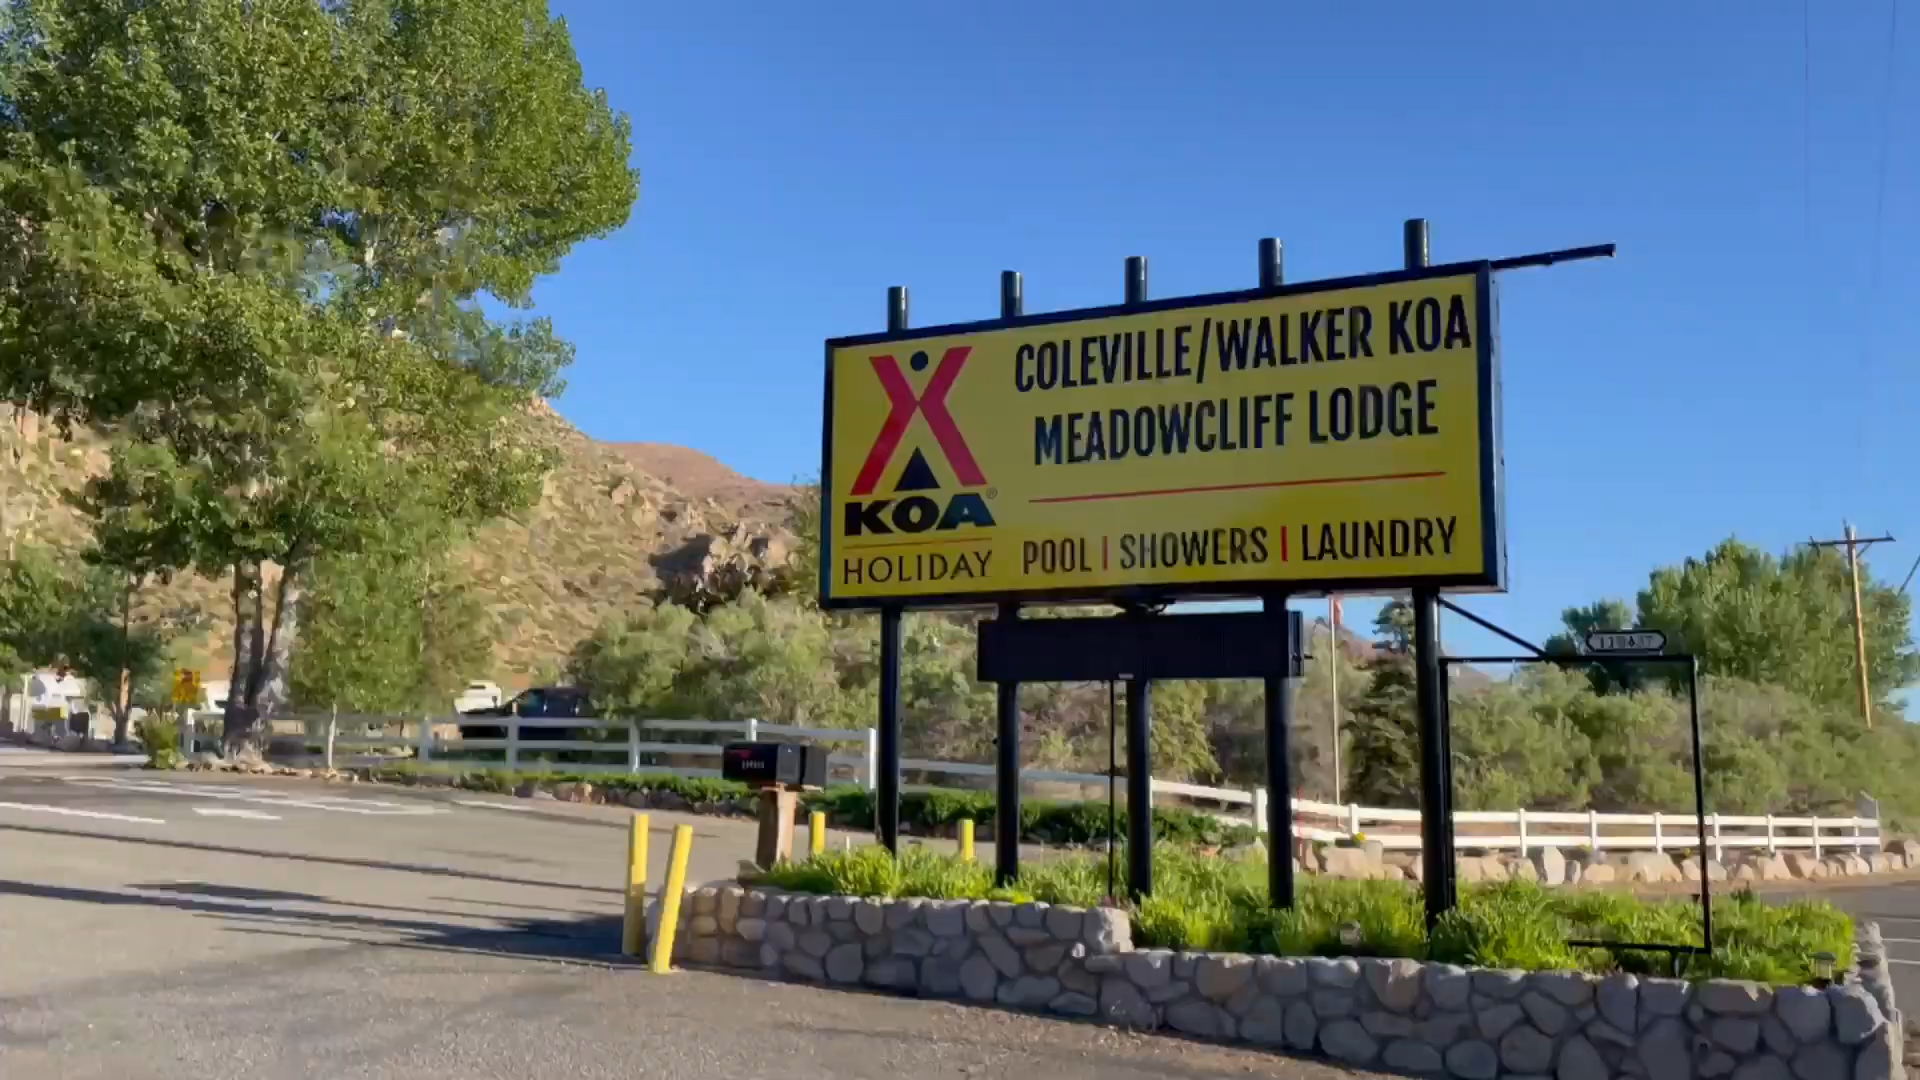 COLEVILLE/WALKER KOA
MEADOWCLIFF LODGE
KOA®
HOLIDAY
POOL | SHOWERS | LAUNDRY